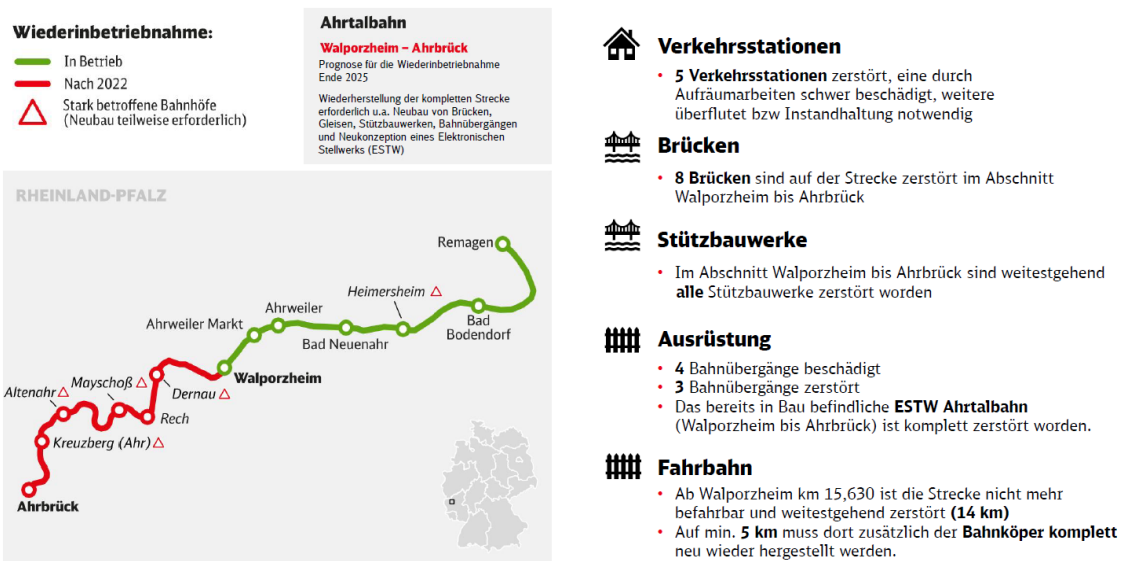 Wiederinbetriebnahme:
In Betrieb
Nach 2022
Stark betroffene Bahnhöfe
(Neubau teilweise erforderlich)
Ahrtalbahn
Walporzheim – Ahrbrück
Prognose für die Wiederinbetriebnahme
Ende 2025
Wiederherstellung der kompletten Strecke
erforderlich u.a. Neubau von Brücken,
Gleisen, Stützbauwerken, Bahnübergängen
und Neukonzeption eines Elektronischen
Stellwerks (ESTW)
RHEINLAND-PFALZ
Remagen
Heimersheim
Ahrweiler
Bad
Bodendorf
Ahrweiler Markt
Bad Neuenahr
Walporzheim
Mayschoß
Altenahr
Dernau
Rech
Kreuzberg (Ahr)
Ahrbrück
Verkehrsstationen
• 5 Verkehrsstationen zerstört, eine durch
Aufräumarbeiten schwer beschädigt, weitere
überflutet bzw Instandhaltung notwendig
Brücken
• 8 Brücken sind auf der Strecke zerstört im Abschnitt
Walporzheim bis Ahrbrück
Stützbauwerke
• Im Abschnitt Walporzheim bis Ahrbrück sind weitestgehend
alle Stützbauwerke zerstört worden
Ausrüstung
• 4 Bahnübergänge beschädigt
• 3 Bahnübergänge zerstört
• Das bereits in Bau befindliche ESTW Ahrtalbahn
(Walporzheim bis Ahrbrück) ist komplett zerstört worden.
Fahrbahn
• Ab Walporzheim km 15,630 ist die Strecke nicht mehr
befahrbar und weitestgehend zerstört (14 km)
• Auf min. 5 km muss dort zusätzlich der Bahnköper komplett
neu wieder hergestellt werden.